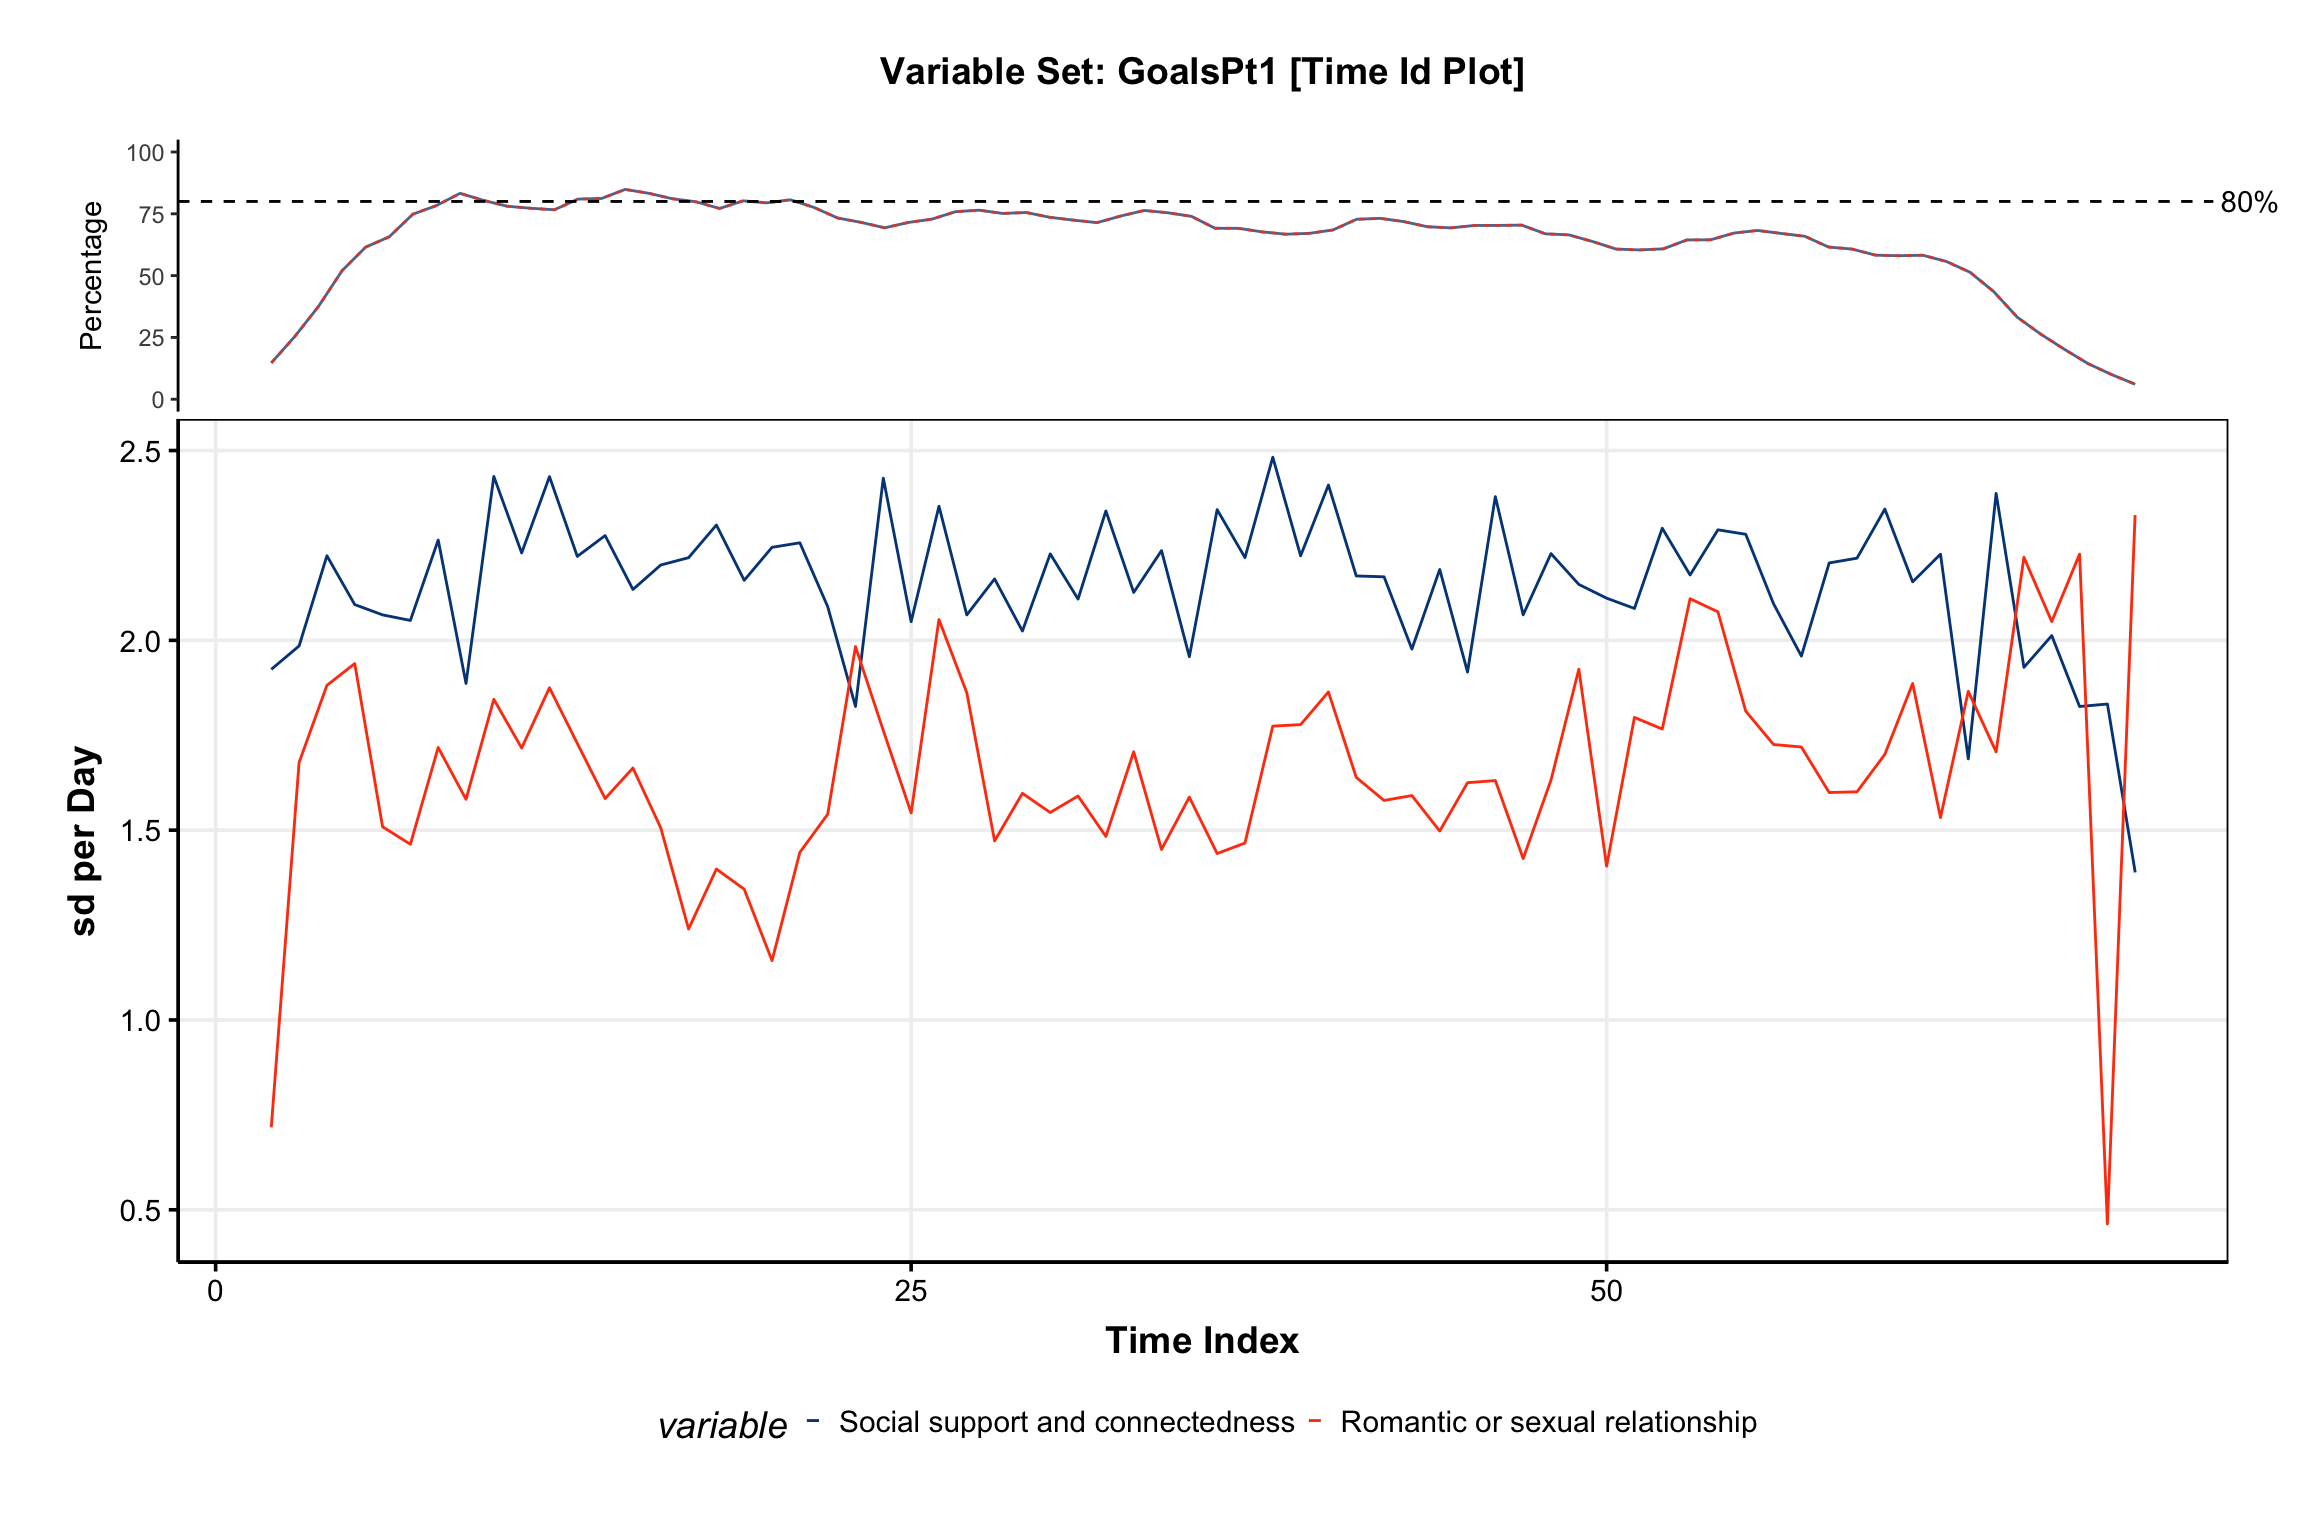 Variable Set: GoalsPt1 [Time Id Plot]
Percentage
100
75
50
25
0
80%
sd per Day
2.5
2.0
1.5
1.0
0.5
0 25 50
Time Index
variable Social support and connectedness Romantic or sexual relationship